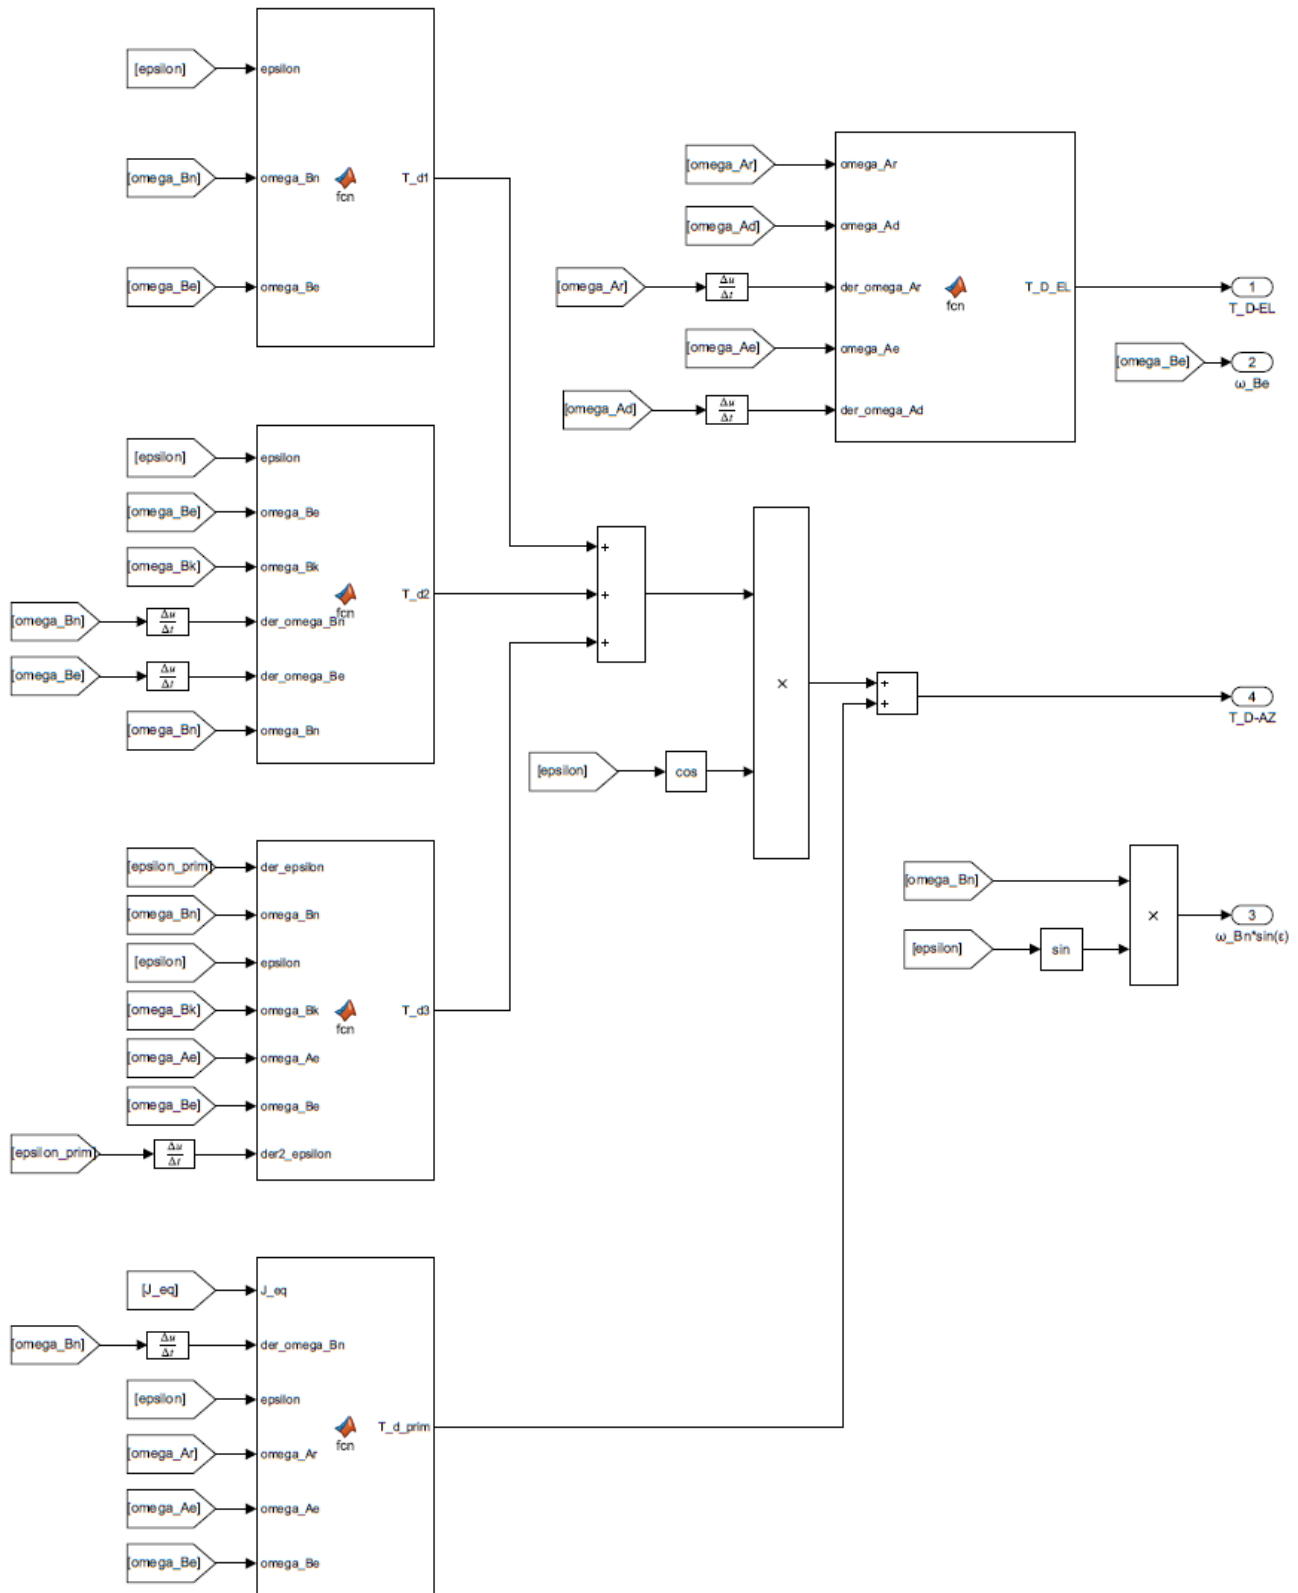 [epsilon]
epsilon
[omega_Bn]
omega_Bn
fcn
T_d1
[omega_Be]
omega_Be
[omega_Ar]
omega_Ar
[omega_Ad]
omega_Ad
[omega_Ar]
Δu
Δt
der_omega_Ar
fcn
T_D_EL
1
T_D-EL
[omega_Ae]
omega_Ae
[omega_Be]
2
ω_Be
[omega_Ad]
Δu
Δt
der_omega_Ad
[epsilon]
epsilon
[omega_Be]
omega_Be
[omega_Bk]
omega_Bk
fcn
T_d2
[omega_Bn]
Δu
Δt
der_omega_Bn
[omega_Be]
Δu
Δt
der_omega_Be
[omega_Bn]
omega_Bn
+
+
+
×
[epsilon]
cos
+
+
4
T_D-AZ
[epsilon_prim]
der_epsilon
[omega_Bn]
omega_Bn
[epsilon]
epsilon
[omega_Bk]
omega_Bk
fcn
T_d3
[omega_Ae]
omega_Ae
[omega_Be]
omega_Be
[epsilon_prim]
Δu
Δt
der2_epsilon
[omega_Bn]
[epsilon]
sin
×
3
ω_Bn*sin(ε)
[J_eq]
J_eq
[omega_Bn]
Δu
Δt
der_omega_Bn
[epsilon]
epsilon
fcn
T_d_prim
[omega_Ar]
omega_Ar
[omega_Ae]
omega_Ae
[omega_Be]
omega_Be